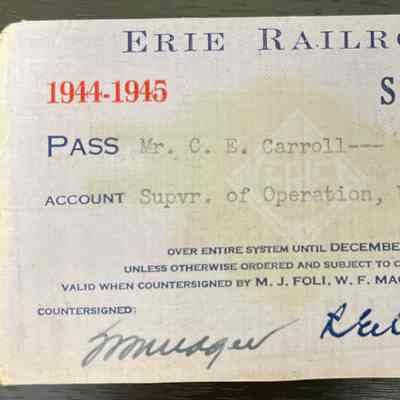 ERIE RAILRO
1944-1945 S
PASS Mr. C. E. Carroll---
ACCOUNT Supvr. of Operation,
OVER ENTIRE SYSTEM UNTIL DECEMBE
UNLESS OTHERWISE ORDERED AND SUBJECT TO C
VALID WHEN COUNTERSIGNED BY M. J. FOLI, W. F. MAC
COUNTERSIGNED: